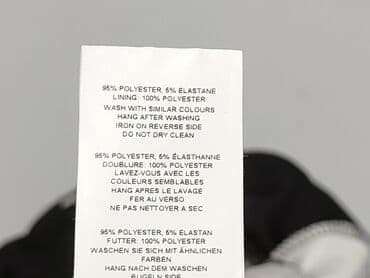 95% POLYESTER, 5% ELASTANE
LINING: 100% POLYESTER
WASH WITH SIMILAR COLOURS
HANG AFTER WASHING
IRON ON REVERSE SIDE
DO NOT DRY CLEAN
95% POLYESTER, 5% ÉLASTHANNE
DOUBLURE: 100% POLYESTER
LAVEZ-VOUS AVEC LES
COULEURS SEMBLABLES
HANG APRES LE LAVAGE
FER AU VERSO
NE PAS NETTOYER A SEC
95% POLYESTER, 5% ELASTAN
FUTTER: 100% POLYESTER
WASCHEN SIE SICH MIT ÄHNLICHEN
FARBEN
HANG NACH DEM WASCHEN
BUGELN SIDE